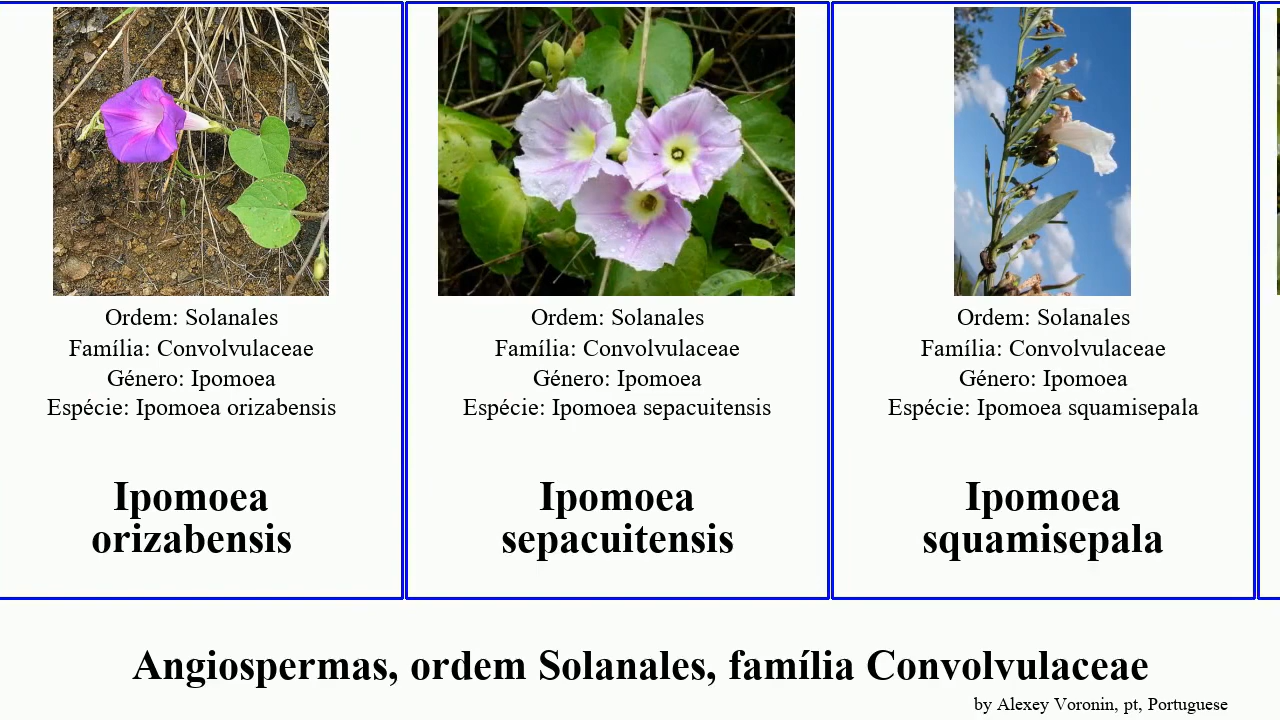 Ordem: Solanales
Família: Convolvulaceae
Género: Ipomoea
Espécie: Ipomoea orizabensis
Ipomoea
orizabensis
Ordem: Solanales
Família: Convolvulaceae
Género: Ipomoea
Espécie: Ipomoea sepacuitensis
Ipomoea
sepacuitensis
Ordem: Solanales
Família: Convolvulaceae
Género: Ipomoea
Espécie: Ipomoea squamisepala
Ipomoea
squamisepala
Angiospermas, ordem Solanales, família Convolvulaceae
by Alexey Voronin, pt, Portuguese